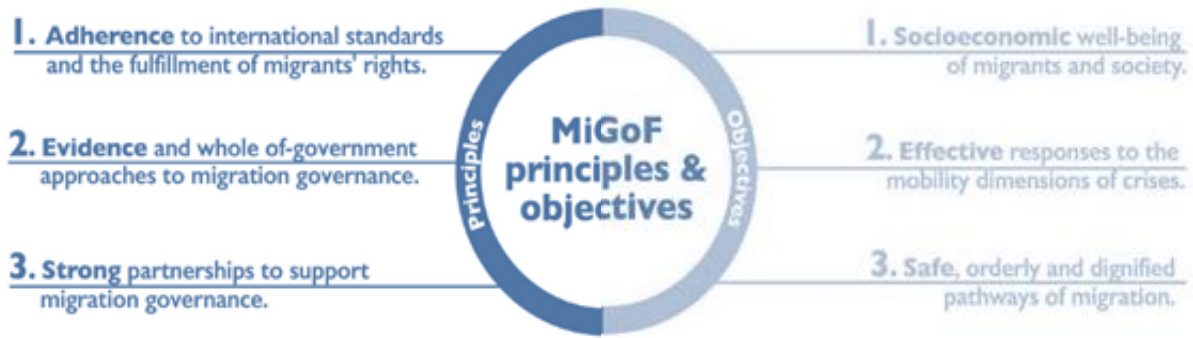 1. Adherence to international standards
and the fulfillment of migrants' rights.
2. Evidence and whole of-government
approaches to migration governance.
3. Strong partnerships to support
migration governance.
Principles
MiGoF
principles &
objectives
Objectives
1. Socioeconomic well-being
of migrants and society.
2. Effective responses to the
mobility dimensions of crises.
3. Safe, orderly and dignified
pathways of migration.